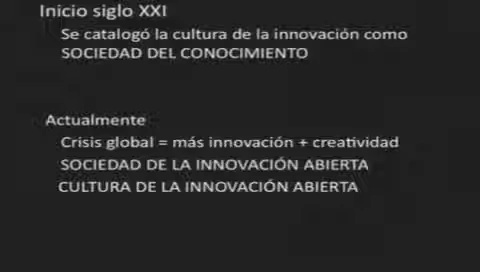 Inicio siglo XXI
Se catalogó la cultura de la innovación como
SOCIEDAD DEL CONOCIMIENTO
Actualmente
Crisis global = más innovación + creatividad
SOCIEDAD DE LA INNOVACIÓN ABIERTA
CULTURA DE LA INNOVACIÓN ABIERTA